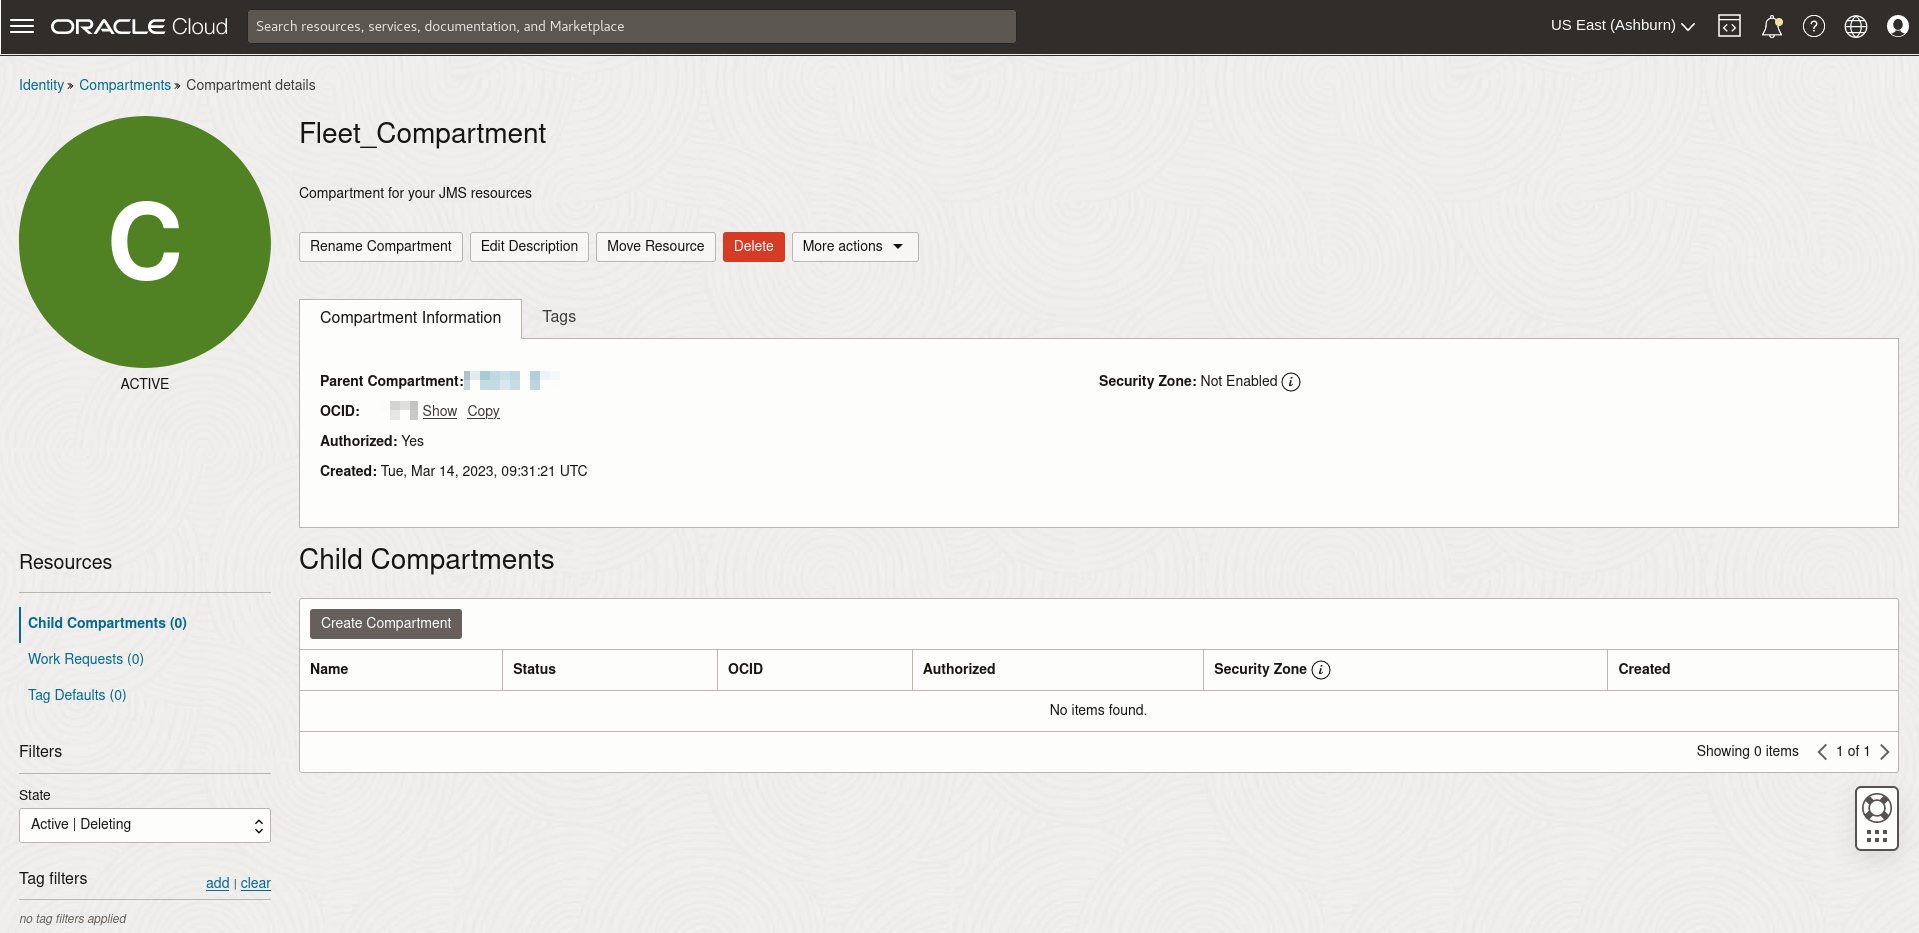 ORACLE Cloud
Search resources, services, documentation, and Marketplace
US East (Ashburn)
Identity » Compartments » Compartment details
C
ACTIVE
Fleet_Compartment
Compartment for your JMS resources
Rename Compartment Edit Description Move Resource Delete More actions
Compartment Information Tags
Parent Compartment:
OCID: Show Copy
Authorized: Yes
Created: Tue, Mar 14, 2023, 09:31:21 UTC
Security Zone: Not Enabled i
Resources
Child Compartments (0)
Work Requests (0)
Tag Defaults (0)
Filters
State
Active | Deleting
Tag filters add | clear
no tag filters applied
Child Compartments
Create Compartment
Name Status OCID Authorized Security Zone i Created
No items found.
Showing 0 items < 1 of 1 >